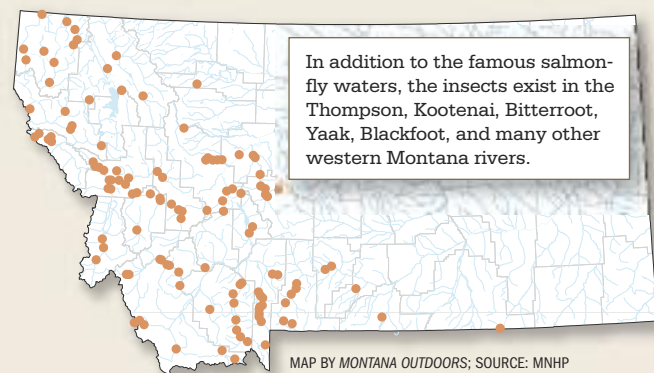 In addition to the famous salmon-
fly waters, the insects exist in the
Thompson, Kootenai, Bitterroot,
Yaak, Blackfoot, and many other
western Montana rivers.
MAP BY MONTANA OUTDOORS; SOURCE: MNHP